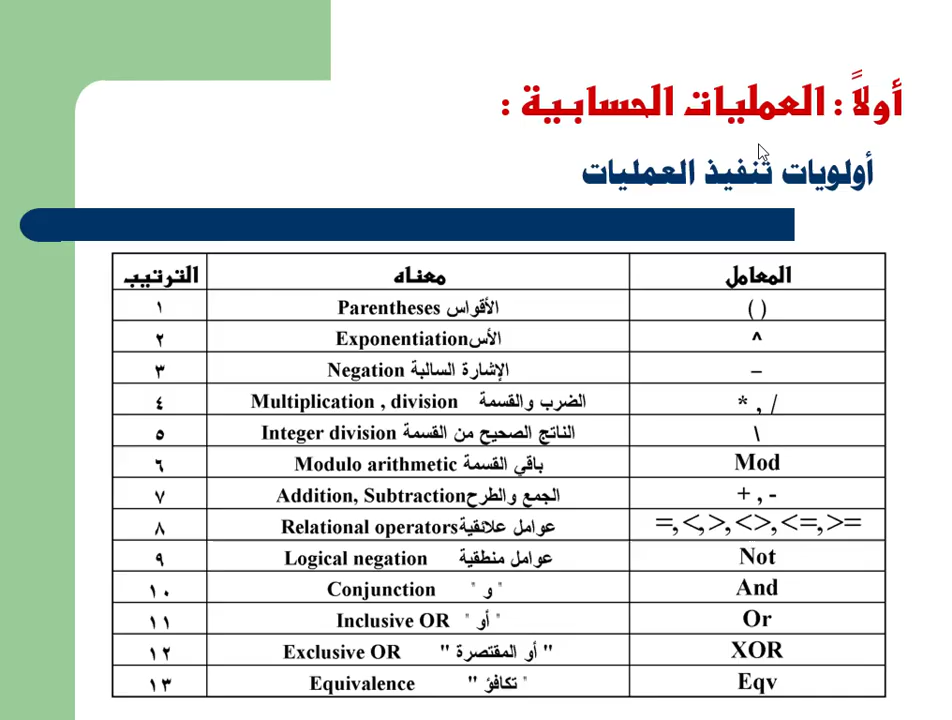 أولاً : العمليات الحسابية :
أولويات تنفيذ العمليات
المعامل معناه الترتيب
( ) الأقواس Parentheses ١
^ الأس Exponentiation ٢
– الإشارة السالبة Negation ٣
* , / الضرب والقسمة Multiplication , division ٤
\ الناتج الصحيح من القسمة Integer division ٥
Mod باقي القسمة Modulo arithmetic ٦
+ , - الجمع والطرح Addition, Subtraction ٧
=,<,>,<>,<=,>= عوامل علائقية Relational operators ٨
Not عوامل منطقية Logical negation ٩
And " و " Conjunction ١٠
Or " أو " Inclusive OR ١١
XOR " أو المقتصرة " Exclusive OR ١٢
Eqv " تكافؤ " Equivalence ١٣